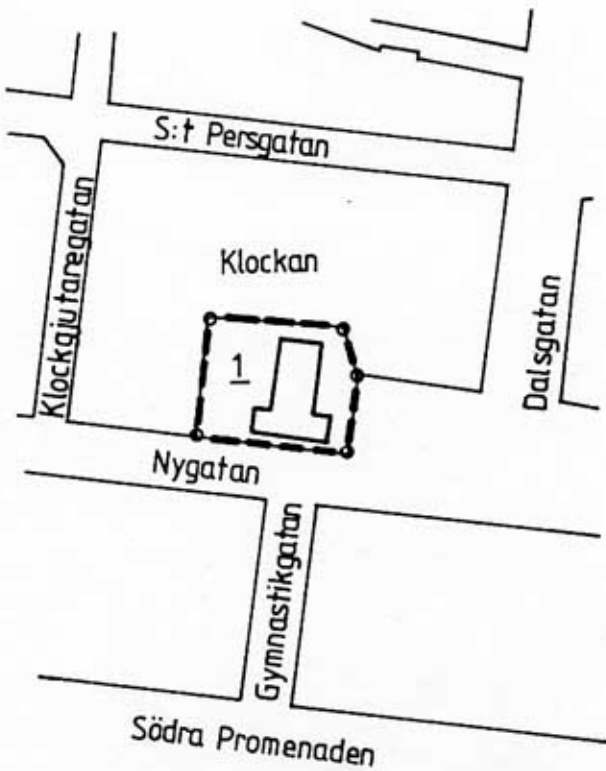 S:t Persgatan
Klockgjutaregatan
Klockan
Dalsgatan
1
Nygatan
Gymnastikgatan
Södra Promenaden